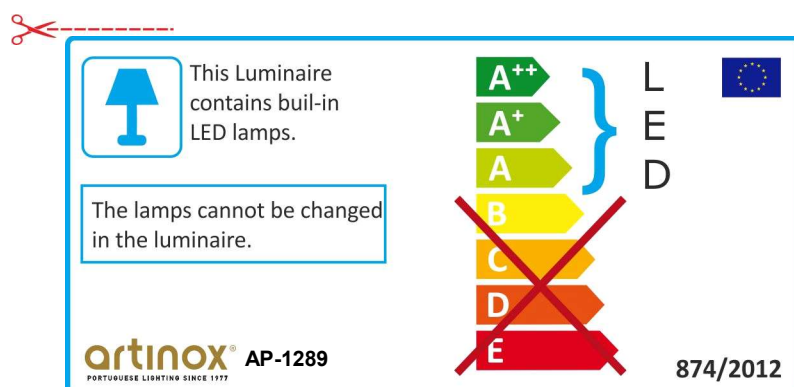 This Luminaire
contains buil-in
LED lamps.
The lamps cannot be changed
in the luminaire.
artinox® AP-1289
PORTUGUESE LIGHTING SINCE 1977
A++
A+
A
B
C
D
E
L
E
D
874/2012